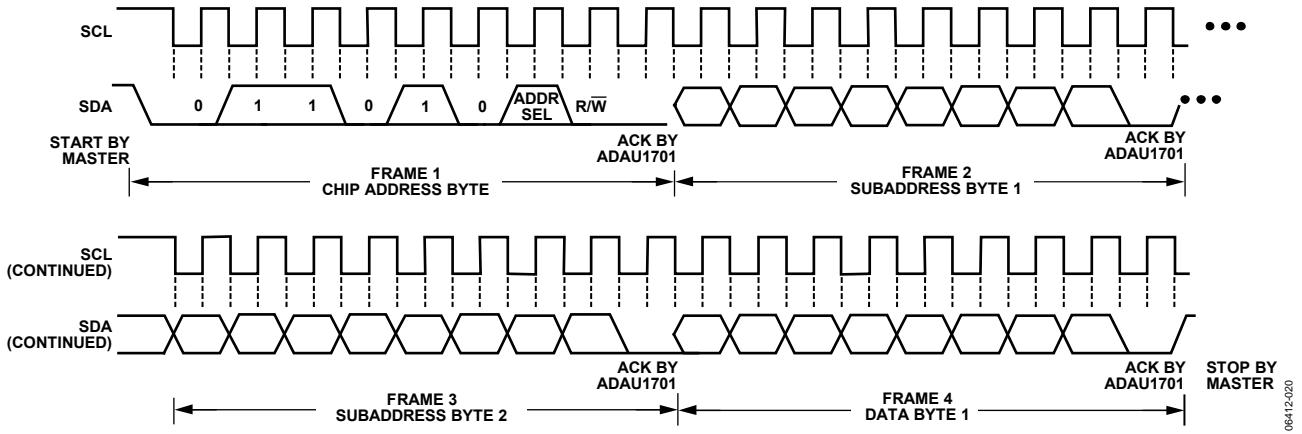 SCL
SDA
0 1 1 0 1 0 ADDR SEL R/W̅
START BY
MASTER
ACK BY
ADAU1701
ACK BY
ADAU1701
FRAME 1
CHIP ADDRESS BYTE
FRAME 2
SUBADDRESS BYTE 1
SCL
(CONTINUED)
SDA
(CONTINUED)
ACK BY
ADAU1701
ACK BY
ADAU1701
STOP BY
MASTER
FRAME 3
SUBADDRESS BYTE 2
FRAME 4
DATA BYTE 1
06412-020